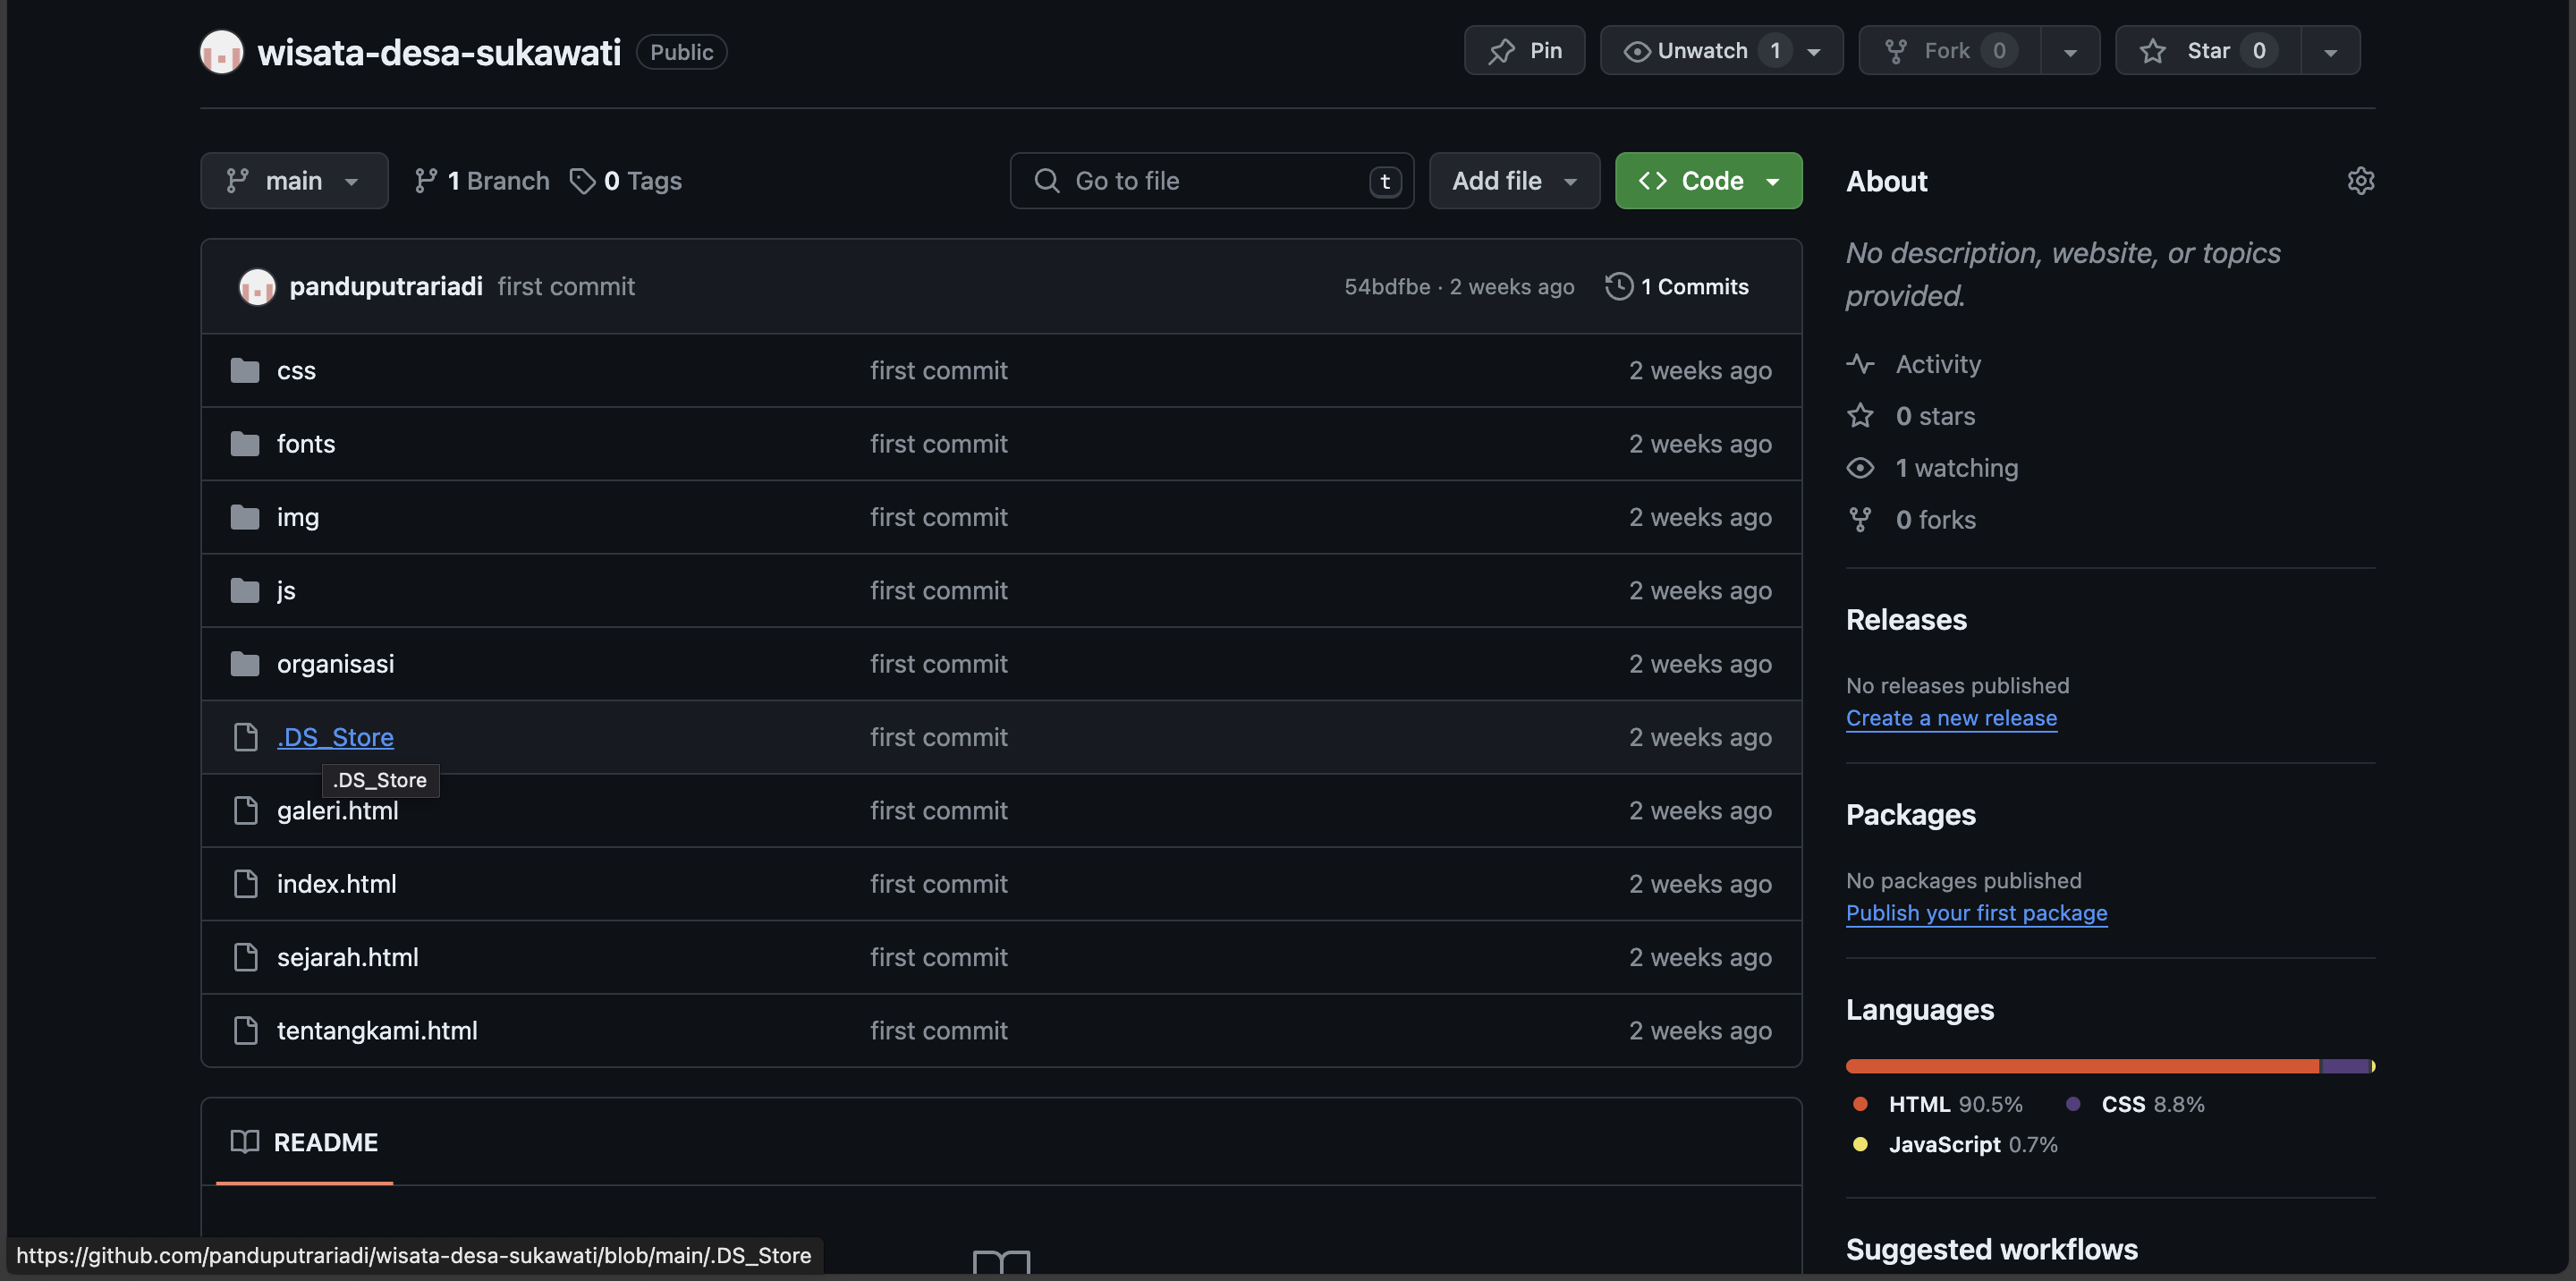 wisata-desa-sukawati Public Pin Unwatch 1 Fork 0 Star 0
main 1 Branch 0 Tags Go to file t Add file Code
panduputrariadi first commit 54bdfbe · 2 weeks ago 1 Commits
css first commit 2 weeks ago
fonts first commit 2 weeks ago
img first commit 2 weeks ago
js first commit 2 weeks ago
organisasi first commit 2 weeks ago
.DS_Store first commit 2 weeks ago
.DS_Store
galeri.html first commit 2 weeks ago
index.html first commit 2 weeks ago
sejarah.html first commit 2 weeks ago
tentangkami.html first commit 2 weeks ago
README
About
No description, website, or topics
provided.
Activity
0 stars
1 watching
0 forks
Releases
No releases published
Create a new release
Packages
No packages published
Publish your first package
Languages
HTML 90.5% CSS 8.8%
JavaScript 0.7%
Suggested workflows
https://github.com/panduputrariadi/wisata-desa-sukawati/blob/main/.DS_Store